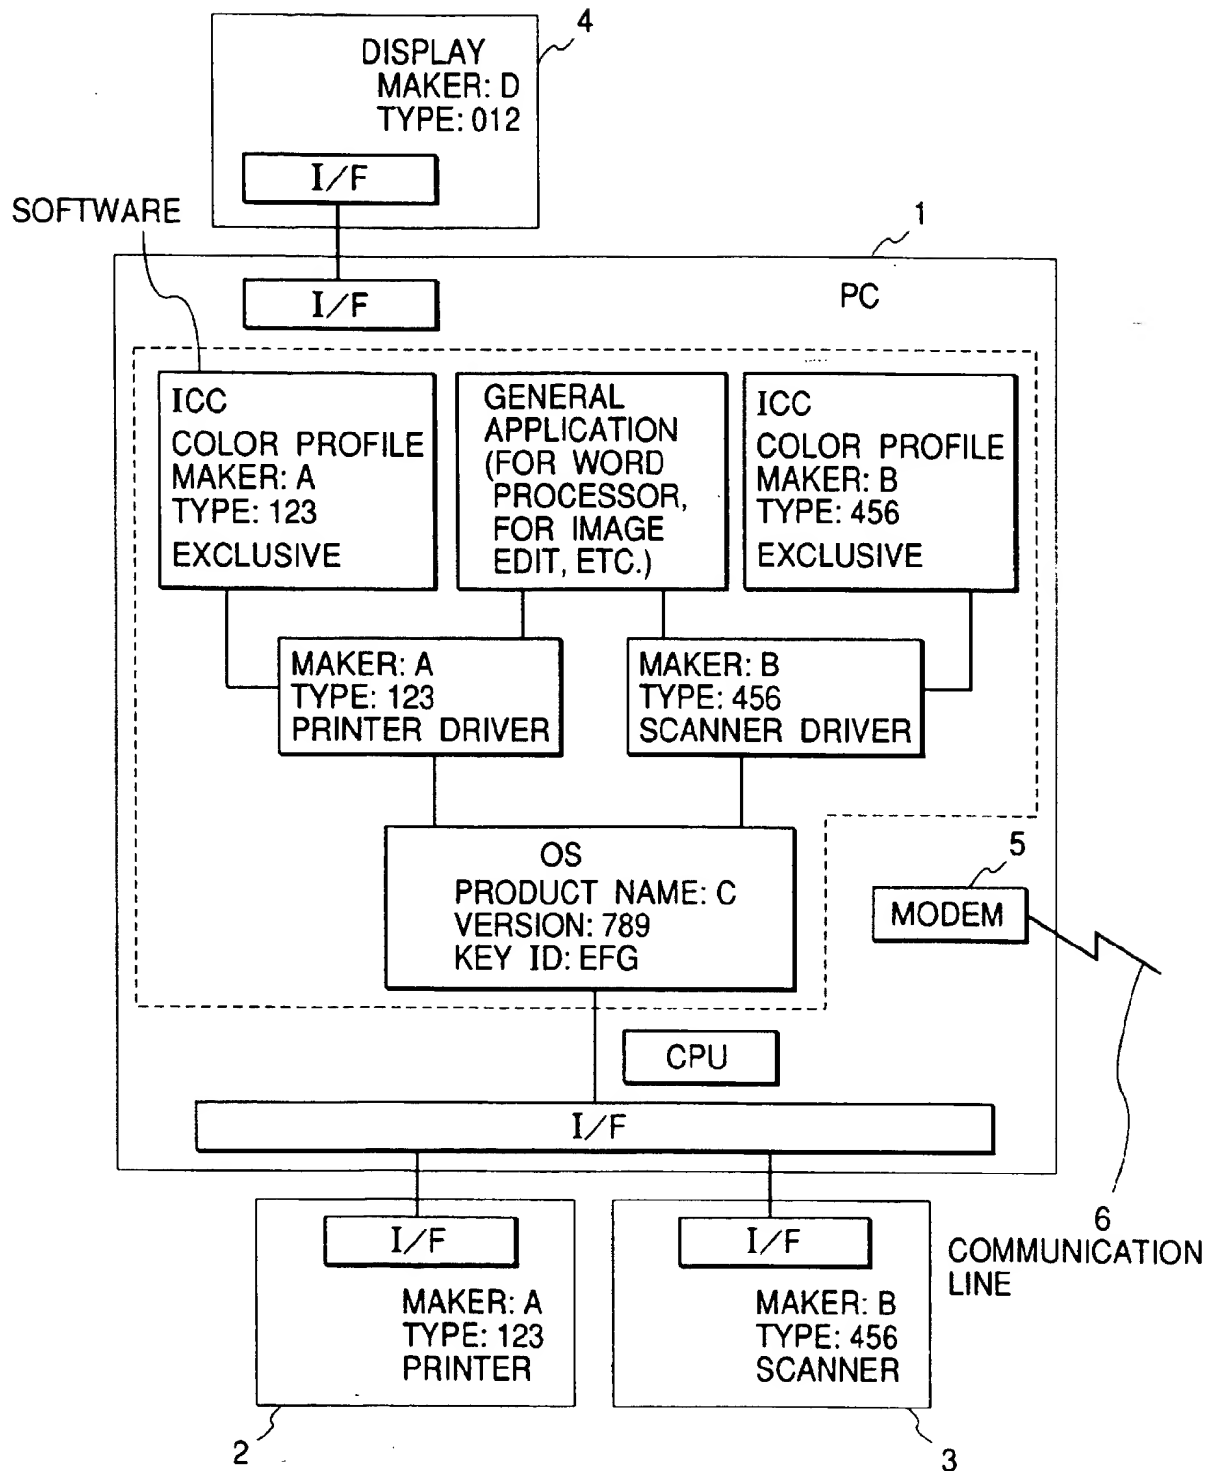 4
DISPLAY
MAKER: D
TYPE: 012
I/F
SOFTWARE
1
I/F
PC
ICC
COLOR PROFILE
MAKER: A
TYPE: 123
EXCLUSIVE
GENERAL
APPLICATION
(FOR WORD
PROCESSOR,
FOR IMAGE
EDIT, ETC.)
ICC
COLOR PROFILE
MAKER: B
TYPE: 456
EXCLUSIVE
MAKER: A
TYPE: 123
PRINTER DRIVER
MAKER: B
TYPE: 456
SCANNER DRIVER
OS
PRODUCT NAME: C
VERSION: 789
KEY ID: EFG
5
MODEM
CPU
I/F
I/F
MAKER: A
TYPE: 123
PRINTER
I/F
MAKER: B
TYPE: 456
SCANNER
6
COMMUNICATION
LINE
2
3